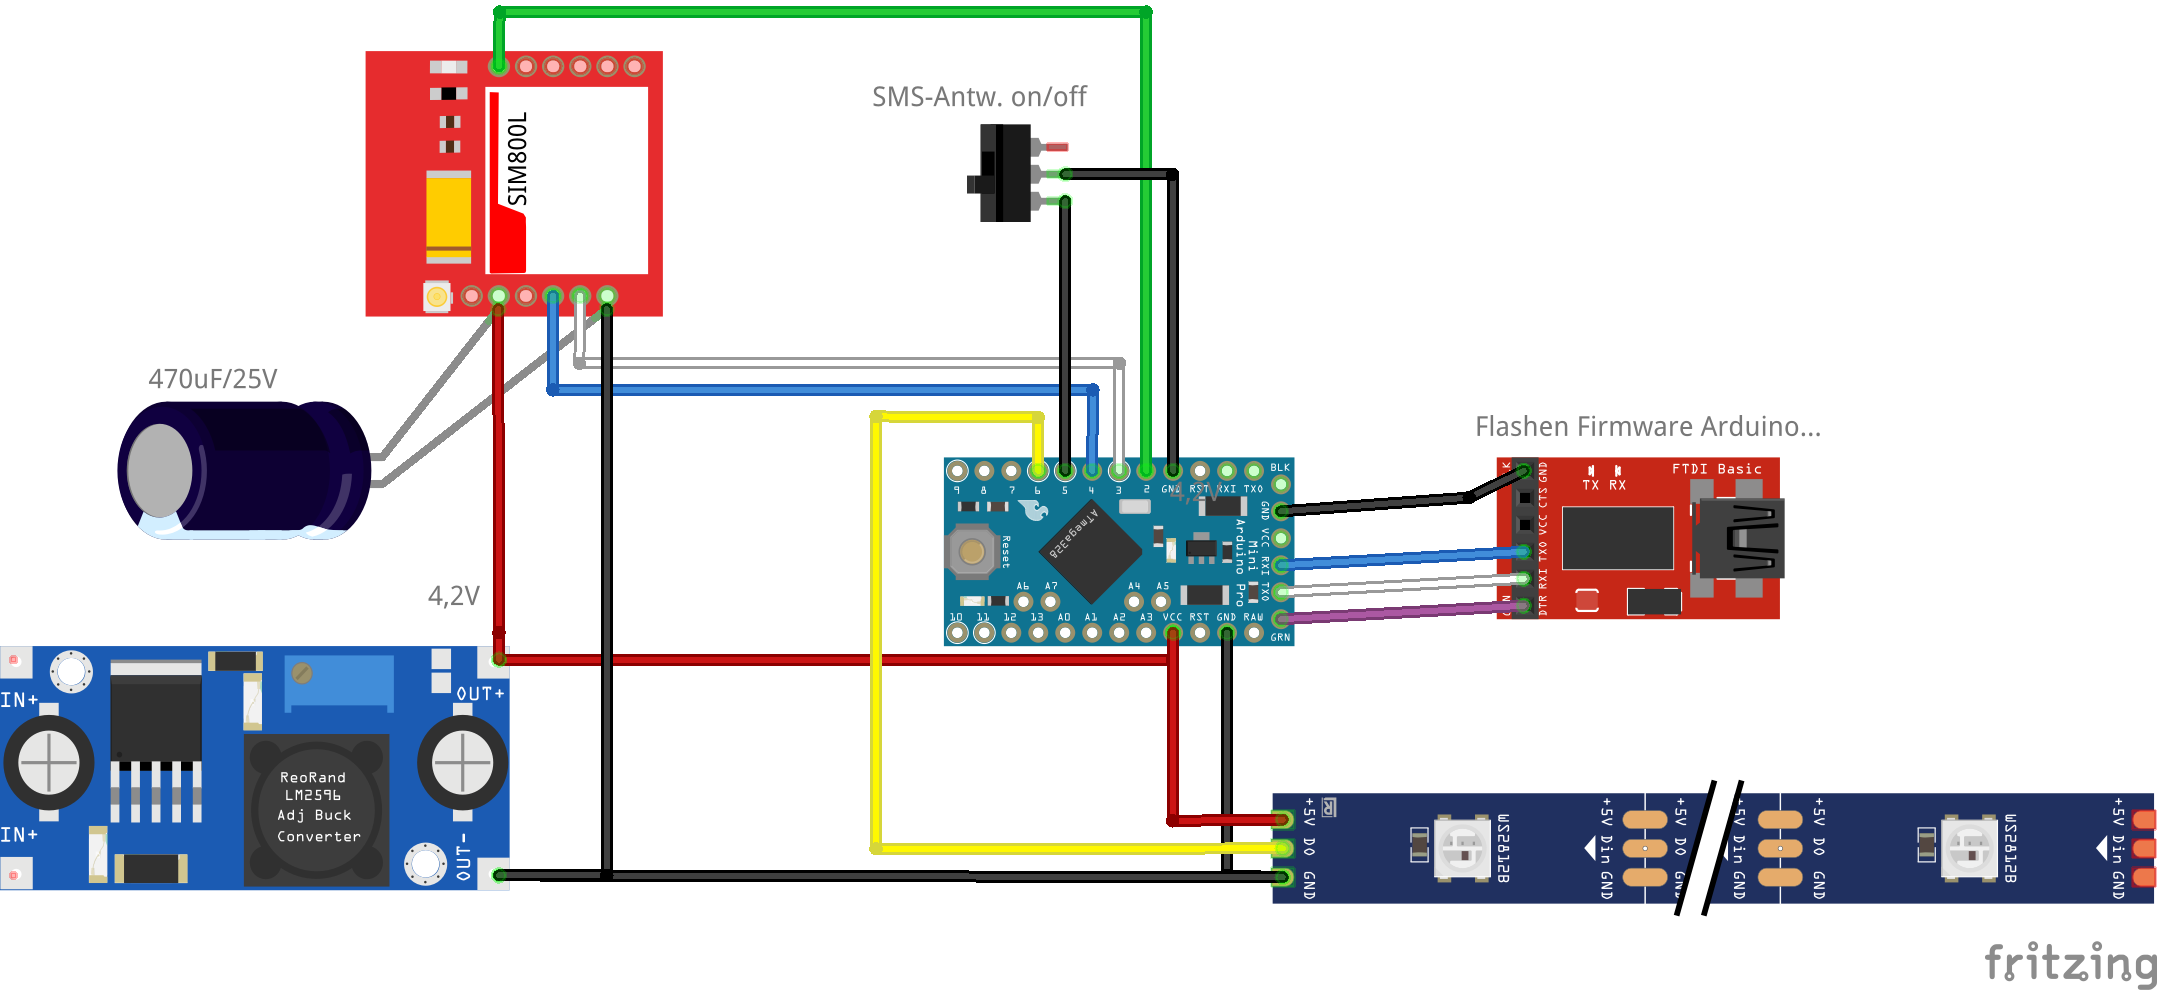 SIM800L
SMS-Antw. on/off
470uF/25V
4,2V
Flashen Firmware Arduino...
FTDI Basic
TX RX
GND
CTS
VCC
TXO
RXI
DTR
9 8 7 6 5 4 3 2 GND RST RXI TXO
BLK
GND
VCC
RXI
TXO
GRN
4,2V
Reset
ATmega328
Arduino
Mini
Pro
A6 A7 A4 A5
10 11 12 13 A0 A1 A2 A3 VCC RST GND RAW
IN+
IN+
OUT+
OUT-
ReoRand
LM2596
Adj Buck
Converter
+5V DO GND
WS2812B
+5V Din GND
+5V DO
+5V Din GND
+5V DO GND
WS2812B
+5V Din GND
fritzing